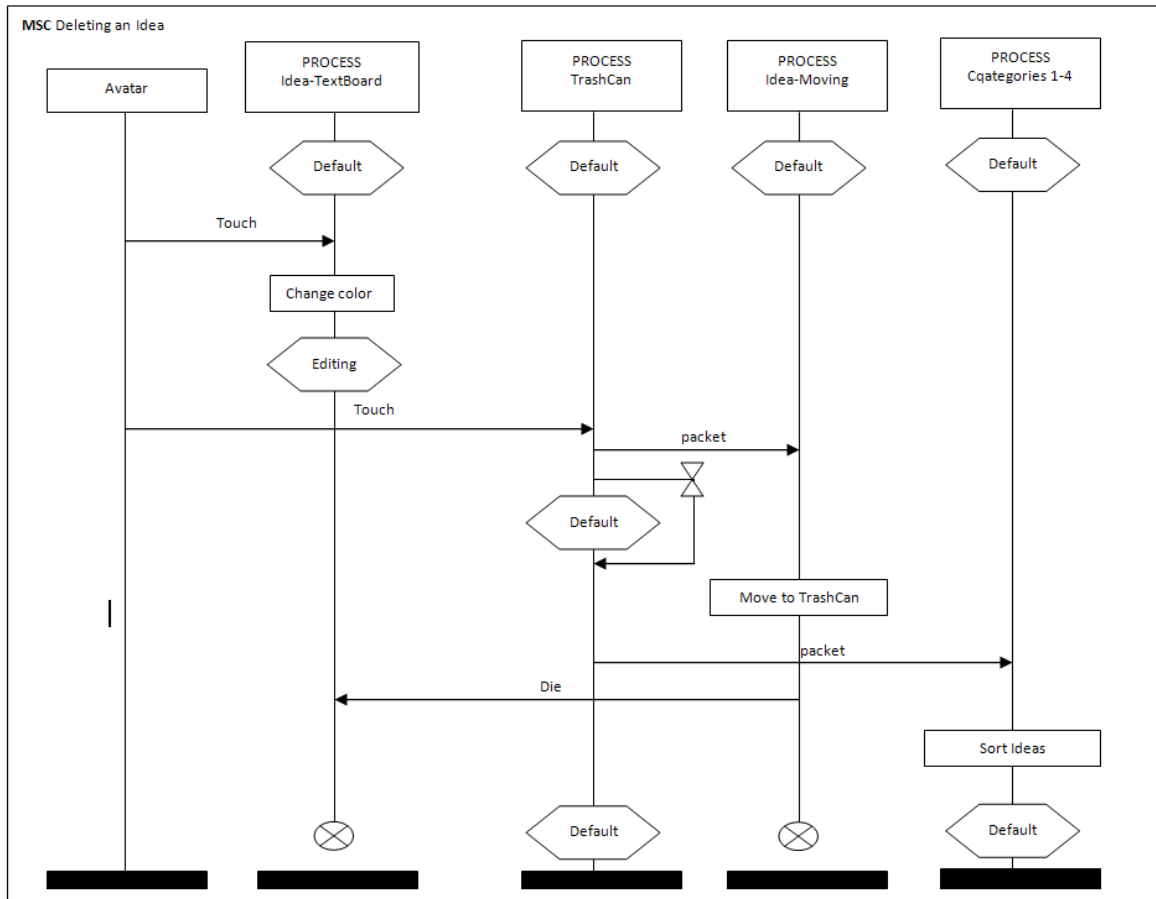 MSC Deleting an Idea
Avatar
PROCESS
Idea-TextBoard
PROCESS
TrashCan
PROCESS
Idea-Moving
PROCESS
Cqategories 1-4
Default
Default
Default
Default
Touch
Change color
Editing
Touch
packet
Default
Move to TrashCan
packet
Die
Sort Ideas
Default
Default